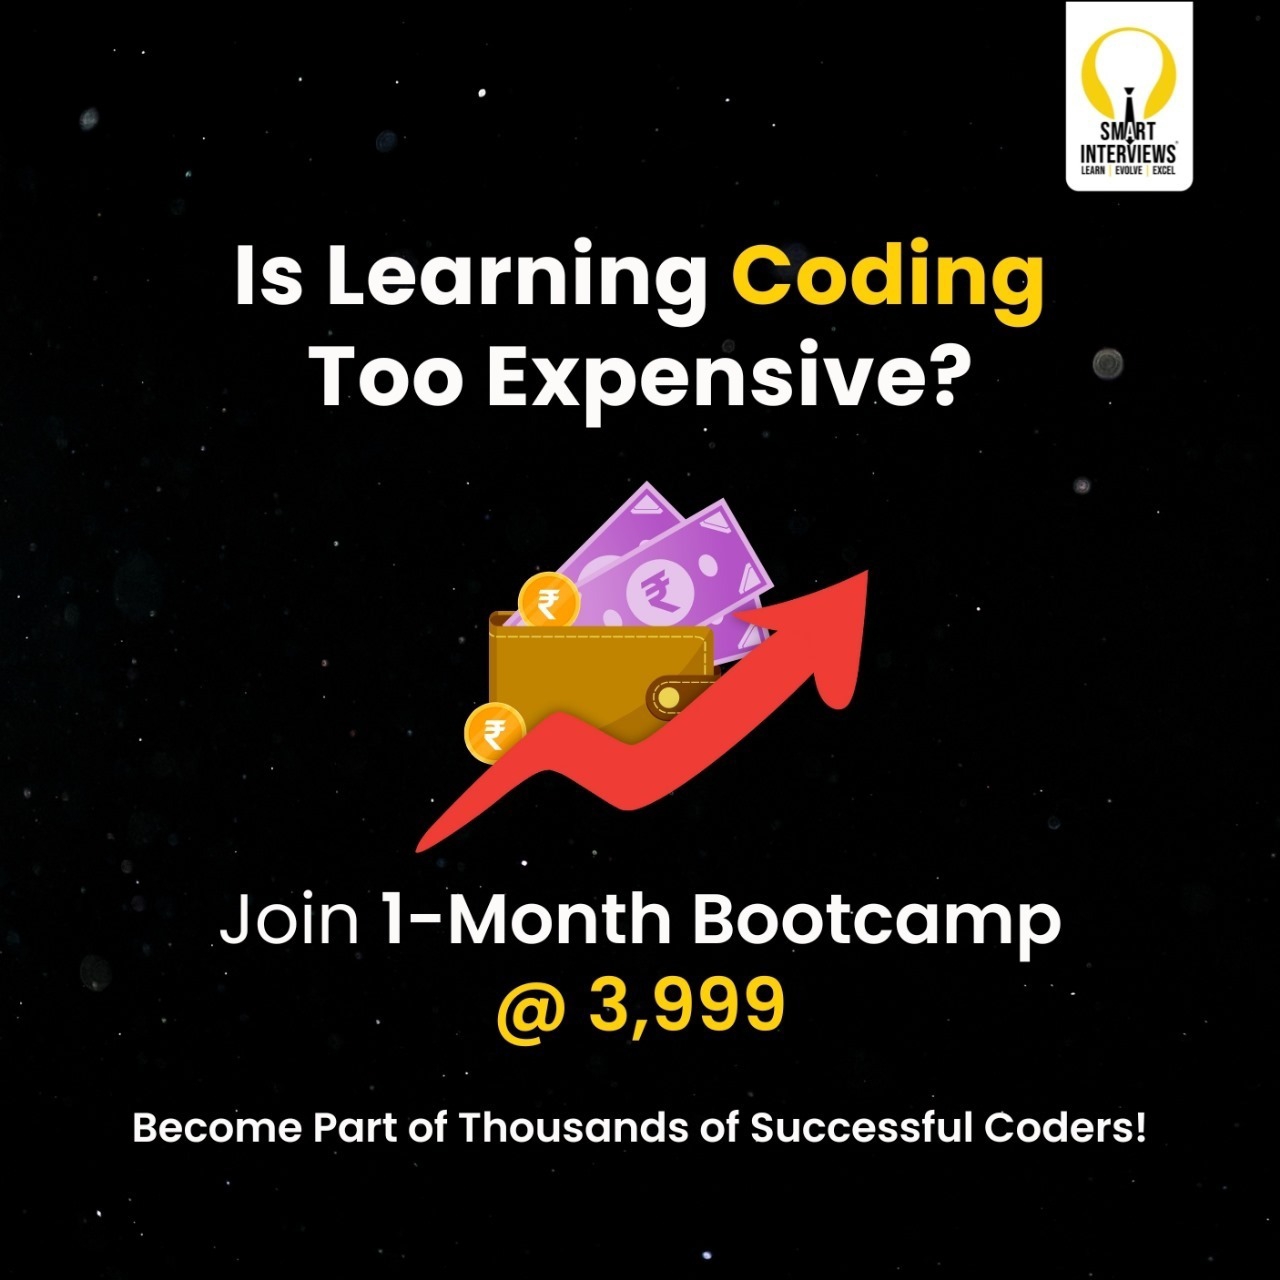 SMART
INTERVIEWS
LEARN | EVOLVE | EXCEL
Is Learning Coding
Too Expensive?
₹
₹
₹
Join 1-Month Bootcamp
@ 3,999
Become Part of Thousands of Successful Coders!